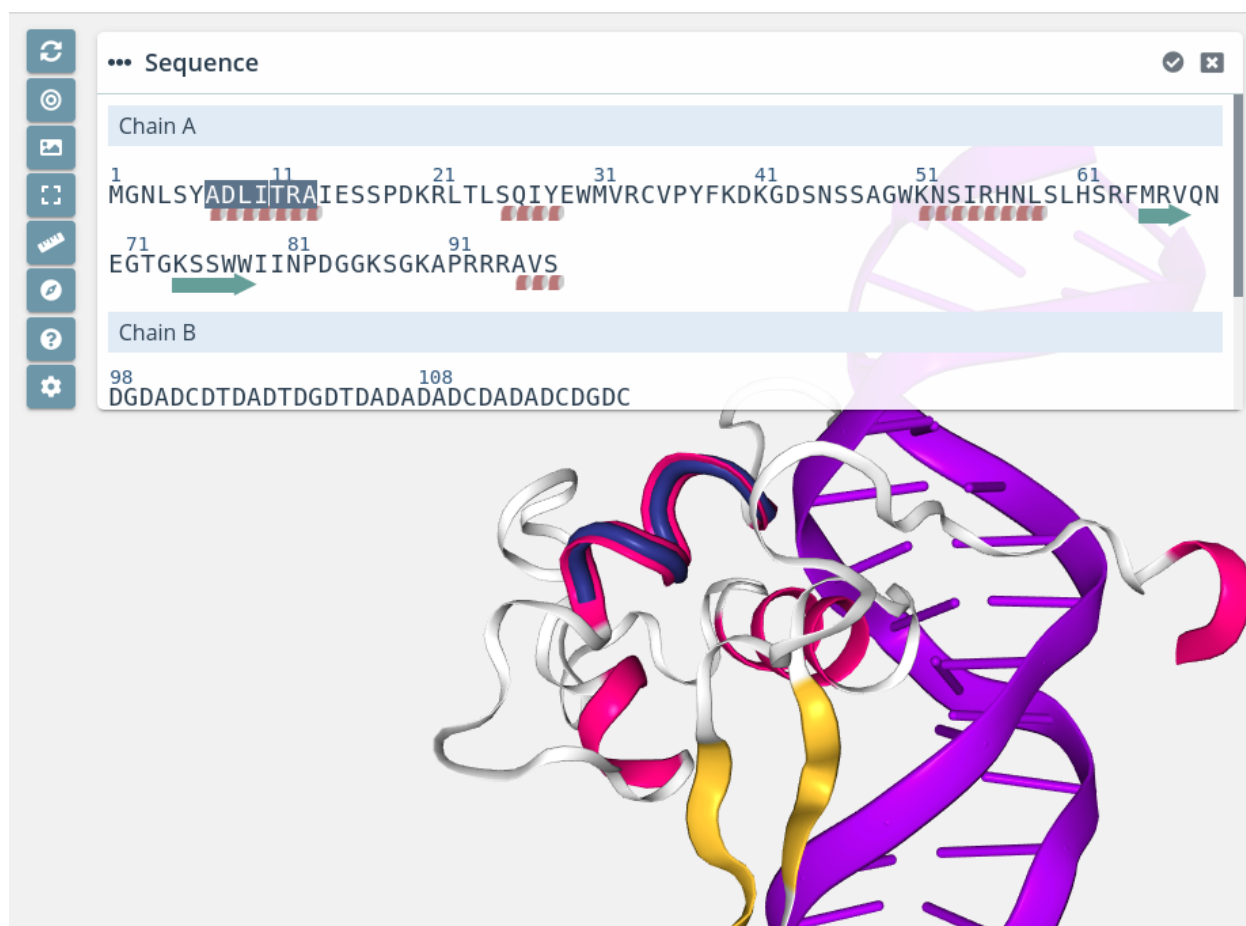 Sequence
Chain A
1 11 21 31 41 51 61
MGNLSYADLITRAIESSPDKRLTLSQIYEWMVRCVPYFKDKGDSNSSAGWKNSIRHNLSLHSRFMRVQN
71 81 91
EGTGKSSWWIINPDGGKSGKAPRRRAVS
Chain B
98 108
DGDADCDTDADTDGDTDADADADCDADADCDGDC